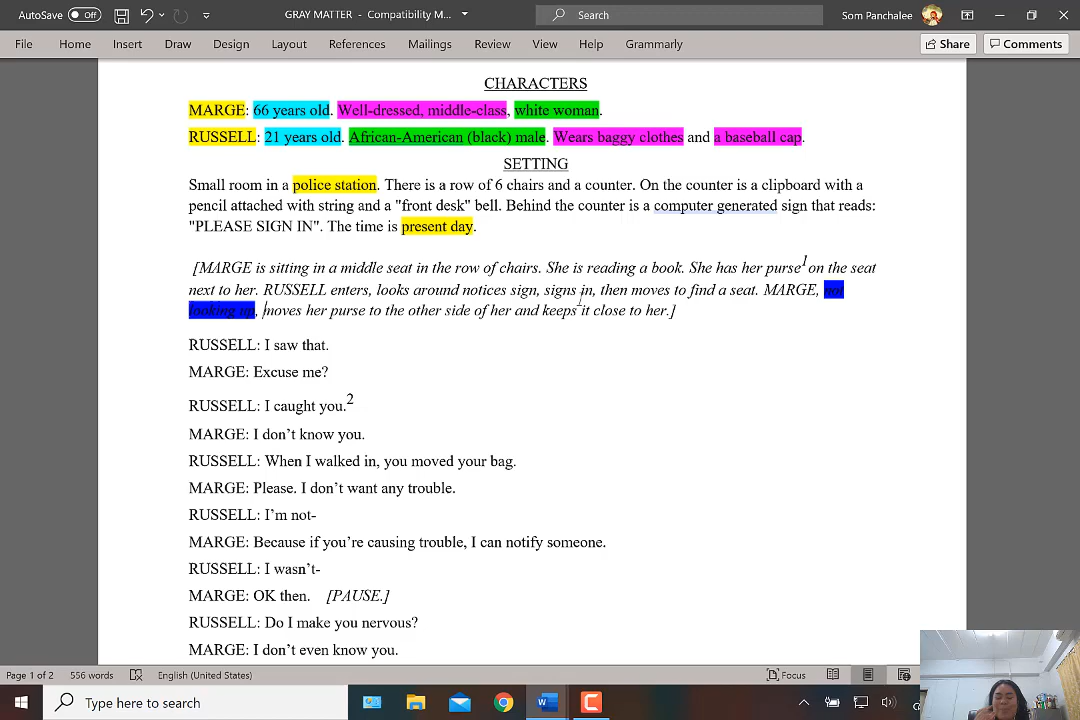 AutoSave Off GRAY MATTER - Compatibility M... Search Som Panchalee
File Home Insert Draw Design Layout References Mailings Review View Help Grammarly Share Comments
CHARACTERS
MARGE: 66 years old. Well-dressed, middle-class, white woman.
RUSSELL: 21 years old. African-American (black) male. Wears baggy clothes and a baseball cap.
SETTING
Small room in a police station. There is a row of 6 chairs and a counter. On the counter is a clipboard with a
pencil attached with string and a "front desk" bell. Behind the counter is a computer generated sign that reads:
"PLEASE SIGN IN". The time is present day.
[MARGE is sitting in a middle seat in the row of chairs. She is reading a book. She has her purse1 on the seat
next to her. RUSSELL enters, looks around notices sign, signs in, then moves to find a seat. MARGE, not
looking up, moves her purse to the other side of her and keeps it close to her.]
RUSSELL: I saw that.
MARGE: Excuse me?
RUSSELL: I caught you.2
MARGE: I don’t know you.
RUSSELL: When I walked in, you moved your bag.
MARGE: Please. I don’t want any trouble.
RUSSELL: I’m not-
MARGE: Because if you’re causing trouble, I can notify someone.
RUSSELL: I wasn’t-
MARGE: OK then. [PAUSE.]
RUSSELL: Do I make you nervous?
MARGE: I don’t even know you.
Page 1 of 2 556 words English (United States) Focus
Type here to search